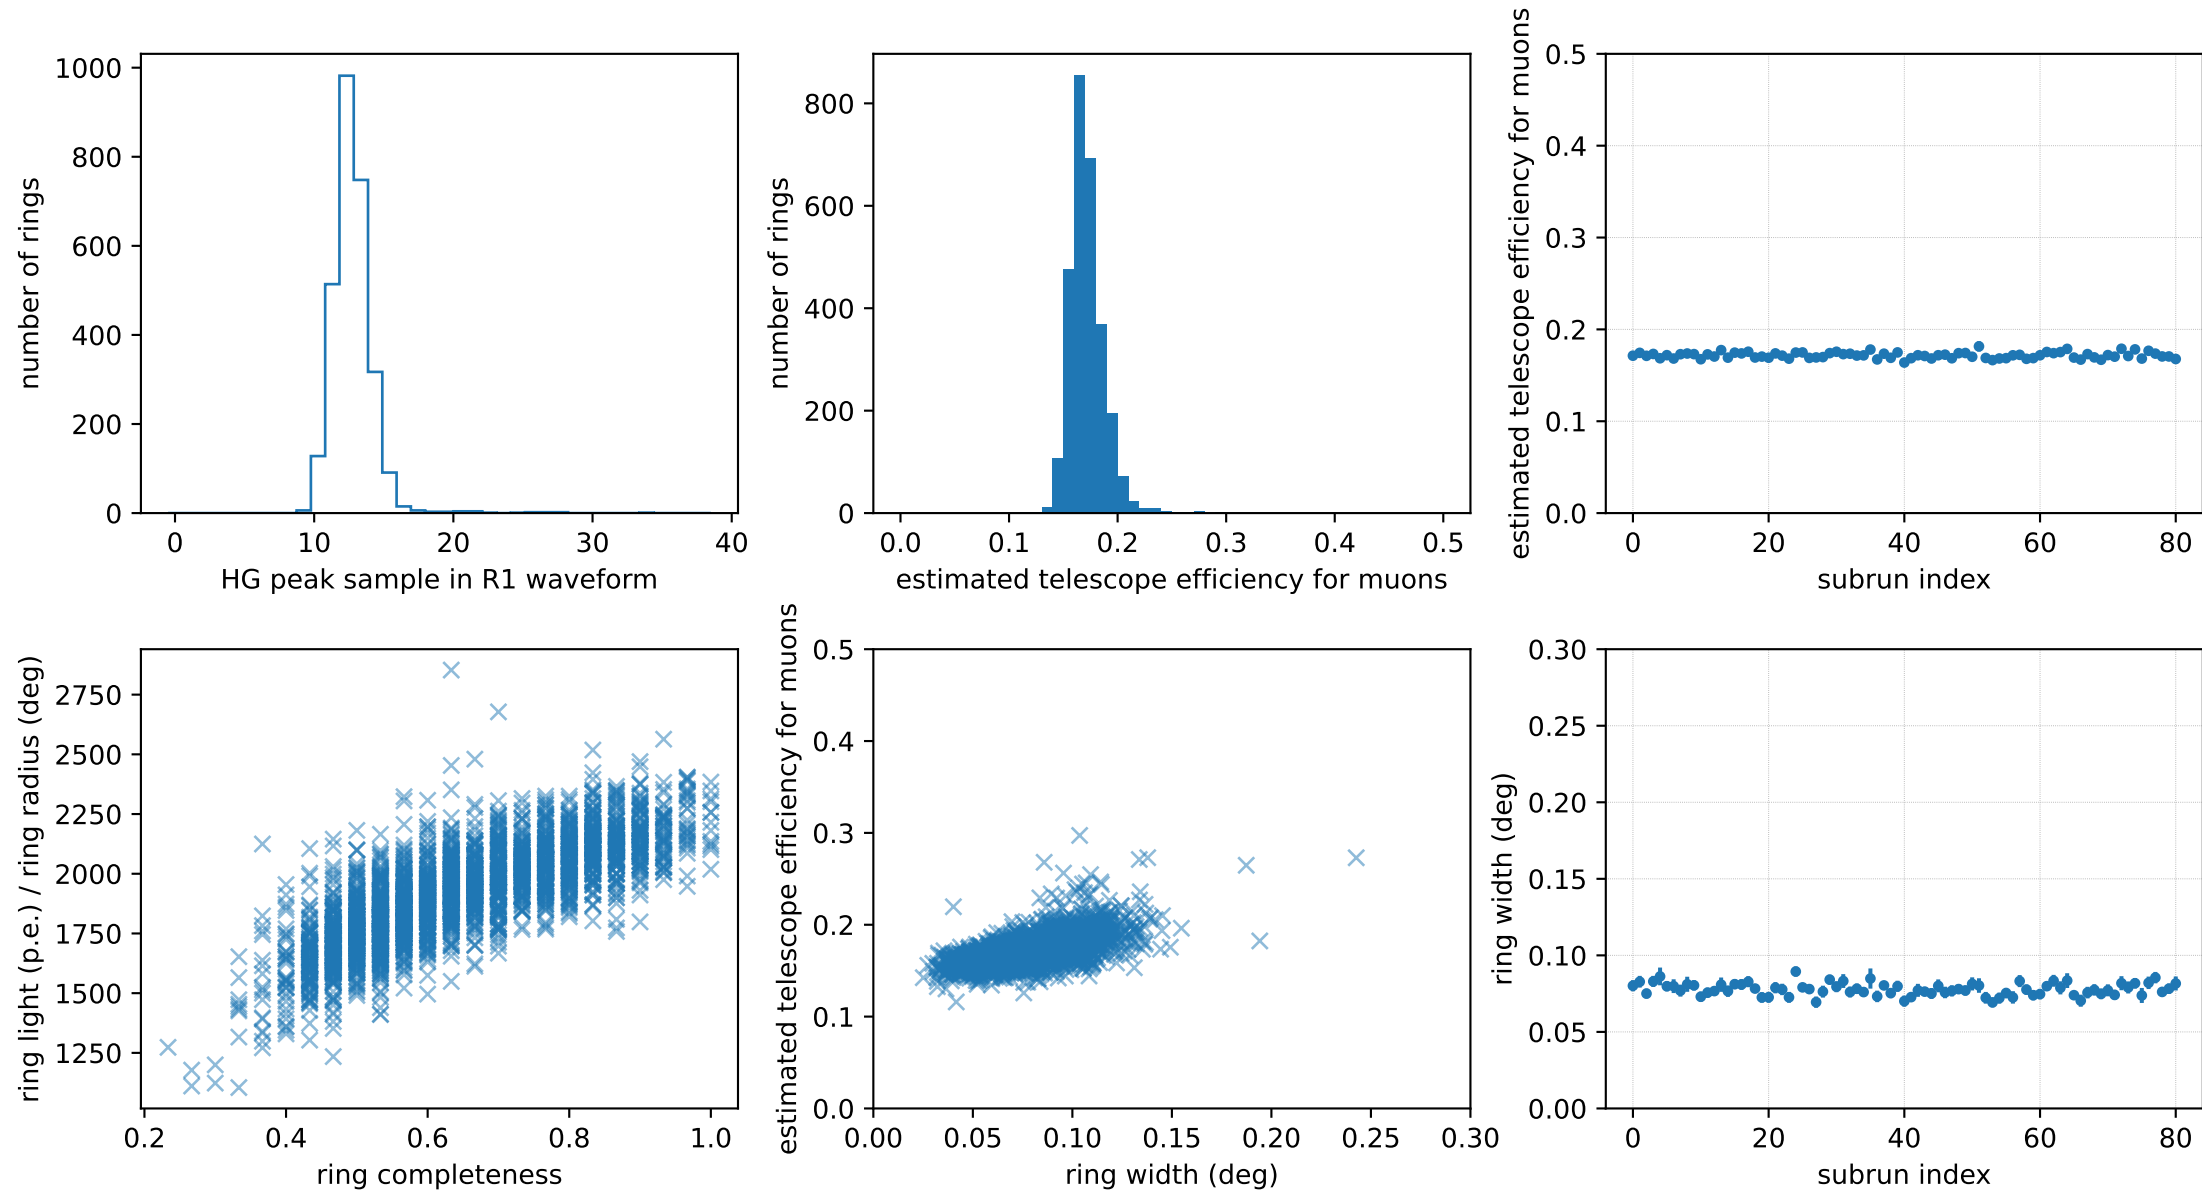 1000
800
600
400
200
0
number of rings
0 10 20 30 40
HG peak sample in R1 waveform
800
600
400
200
0
number of rings
0.0 0.1 0.2 0.3 0.4 0.5
estimated telescope efficiency for muons
0.5
0.4
0.3
0.2
0.1
0.0
estimated telescope efficiency for muons
0 20 40 60 80
subrun index
2750
2500
2250
2000
1750
1500
1250
ring light (p.e.) / ring radius (deg)
0.2 0.4 0.6 0.8 1.0
ring completeness
0.5
0.4
0.3
0.2
0.1
0.0
estimated telescope efficiency for muons
0.00 0.05 0.10 0.15 0.20 0.25 0.30
ring width (deg)
0.30
0.25
0.20
0.15
0.10
0.05
0.00
ring width (deg)
0 20 40 60 80
subrun index